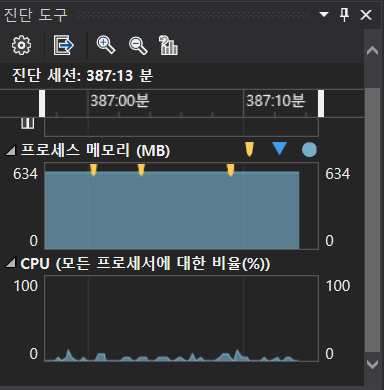 진단 도구
진단 세션: 387:13 분
387:00분 387:10분
프로세스 메모리 (MB)
634 634
0 0
CPU (모든 프로세서에 대한 비율(%))
100 100
0 0